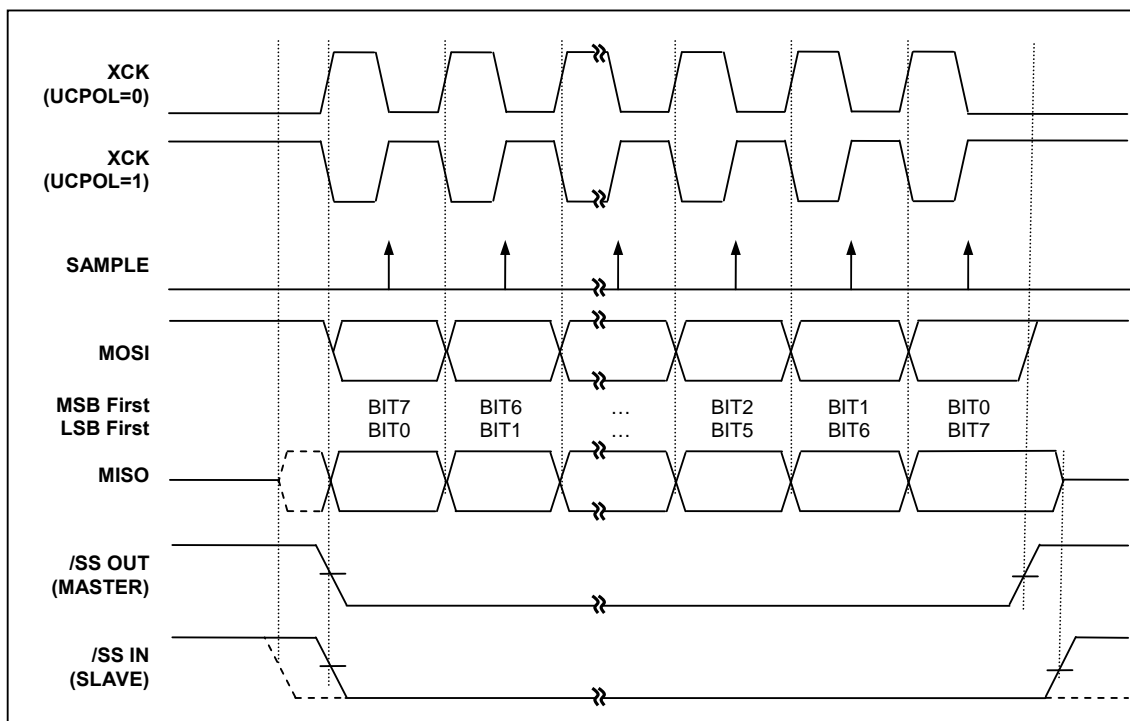 XCK
(UCPOL=0)
XCK
(UCPOL=1)
SAMPLE
MOSI
MSB First BIT7 BIT6 … BIT2 BIT1 BIT0
LSB First BIT0 BIT1 … BIT5 BIT6 BIT7
MISO
/SS OUT
(MASTER)
/SS IN
(SLAVE)